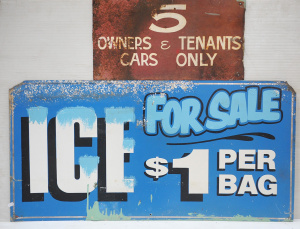 5
OWNERS & TENANTS
CARS ONLY
ICE FOR SALE
$1 PER BAG